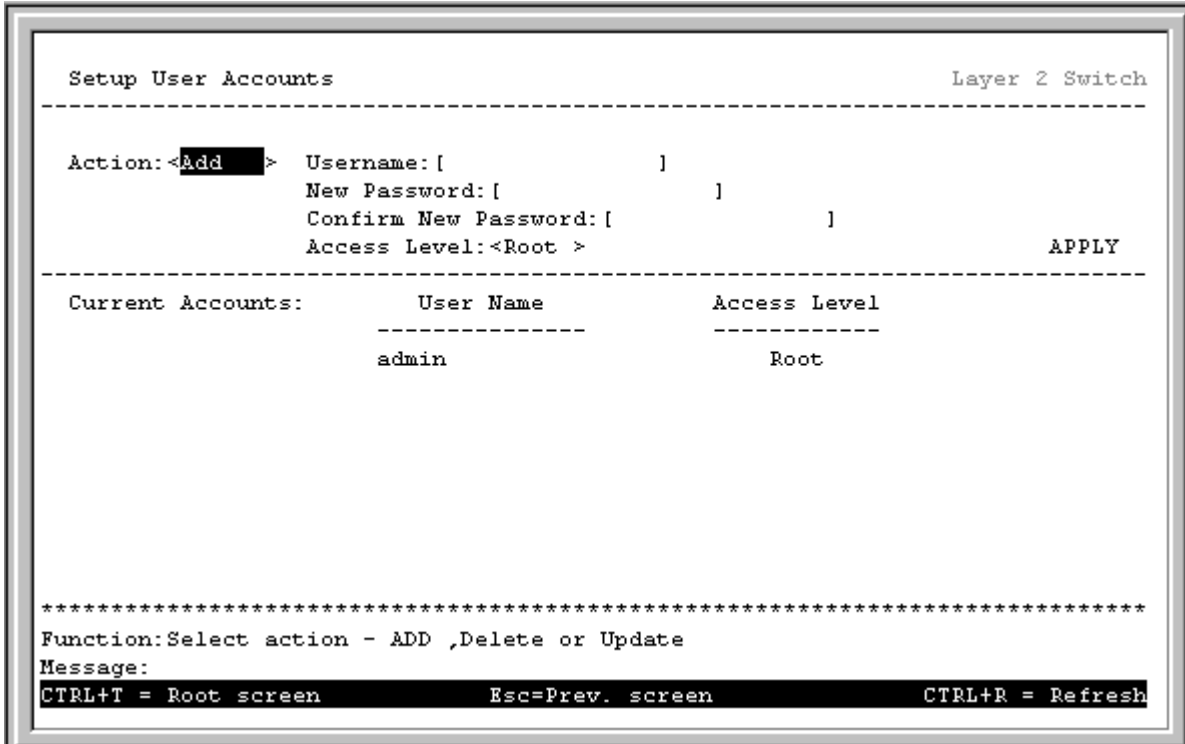 Setup User Accounts Layer 2 Switch
--------------------------------------------------------------------------------
Action:<Add > Username:[ ]
New Password:[ ]
Confirm New Password:[ ]
Access Level:<Root > APPLY
--------------------------------------------------------------------------------
Current Accounts: User Name Access Level
--------------- ------------
admin Root
********************************************************************************
Function:Select action - ADD ,Delete or Update
Message:
CTRL+T = Root screen Esc=Prev. screen CTRL+R = Refresh